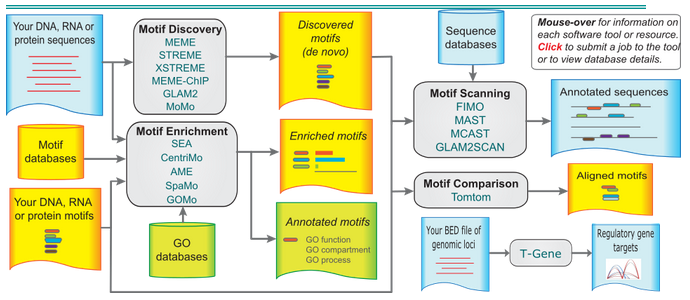 Your DNA, RNA or
protein sequences
Motif Discovery
MEME
STREME
XSTREME
MEME-ChIP
GLAM2
MoMo
Discovered
motifs
(de novo)
Sequence
databases
Mouse-over for information on
each software tool or resource.
Click to submit a job to the tool
or to view database details.
Motif Scanning
FIMO
MAST
MCAST
GLAM2SCAN
Annotated sequences
Motif
databases
Motif Enrichment
SEA
CentriMo
AME
SpaMo
GOMo
Enriched motifs
Your DNA, RNA
or protein motifs
GO
databases
Annotated motifs
GO function
GO compartment
GO process
Motif Comparison
Tomtom
Aligned motifs
Your BED file of
genomic loci
T-Gene
Regulatory gene
targets